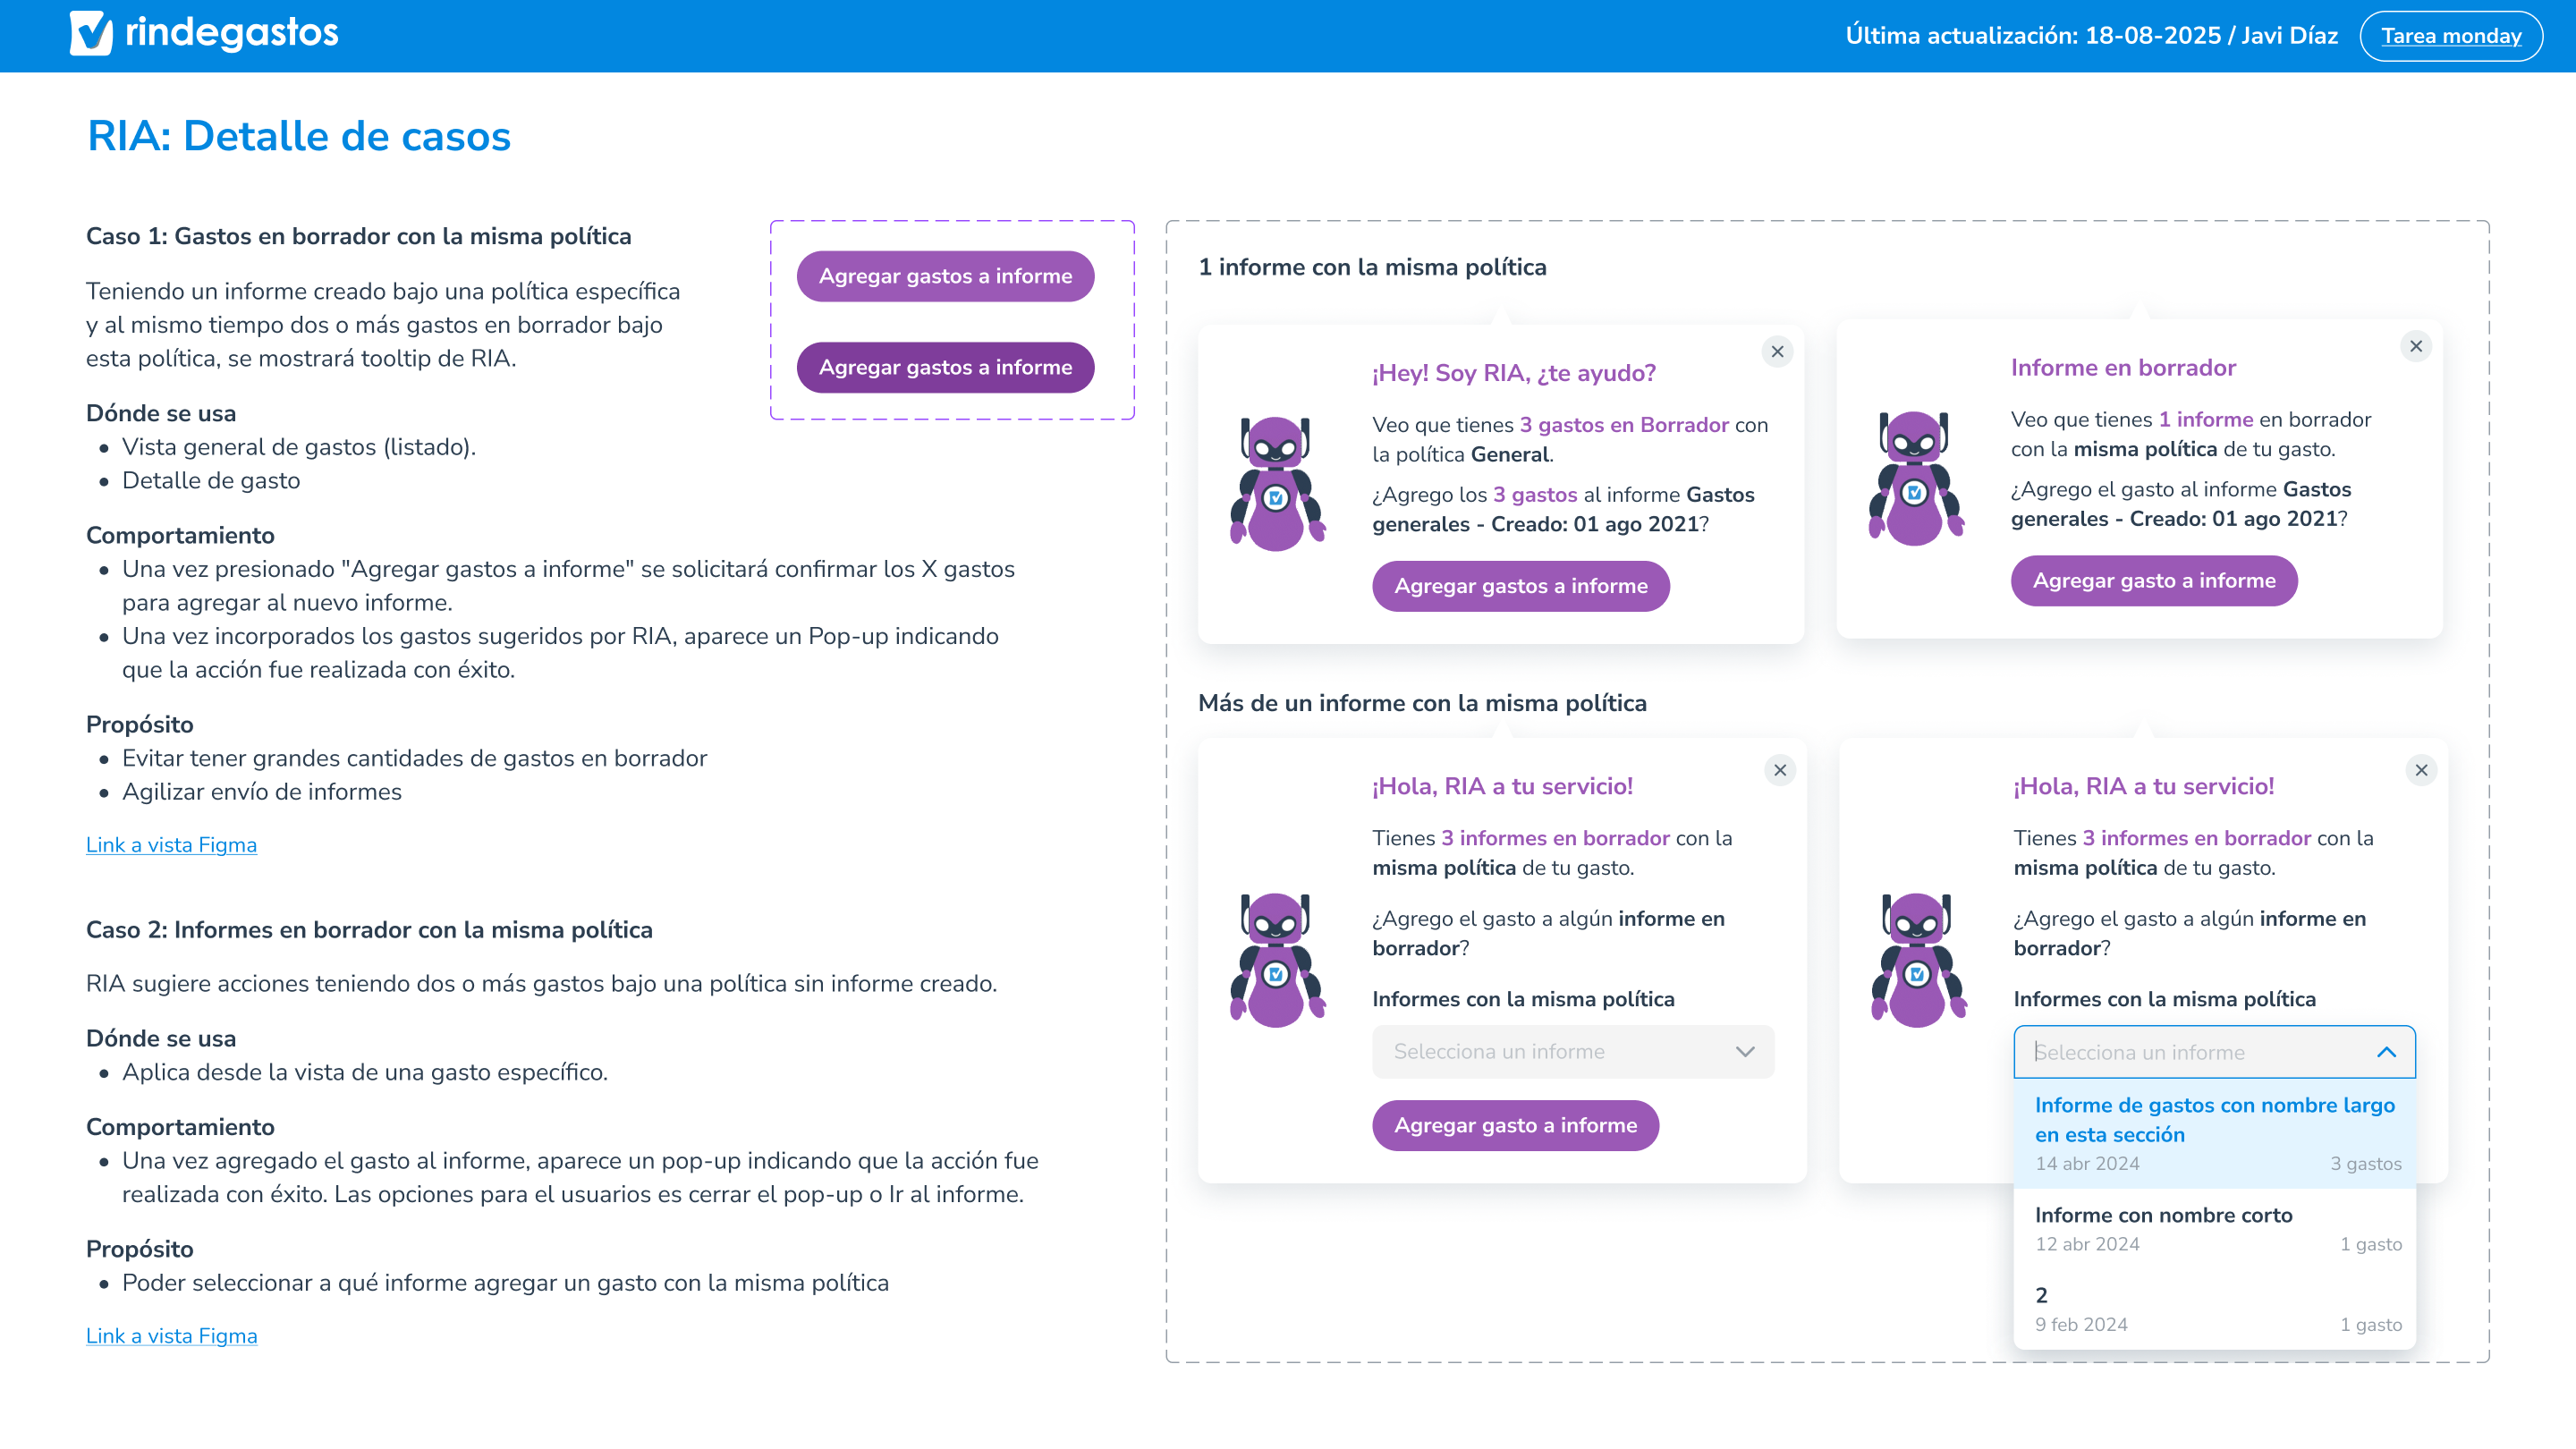 rindegastos
Última actualización: 18-08-2025 / Javi Díaz
Tarea monday
RIA: Detalle de casos
Caso 1: Gastos en borrador con la misma política
Teniendo un informe creado bajo una política específica
y al mismo tiempo dos o más gastos en borrador bajo
esta política, se mostrará tooltip de RIA.
Dónde se usa
• Vista general de gastos (listado).
• Detalle de gasto
Comportamiento
• Una vez presionado "Agregar gastos a informe" se solicitará confirmar los X gastos
para agregar al nuevo informe.
• Una vez incorporados los gastos sugeridos por RIA, aparece un Pop-up indicando
que la acción fue realizada con éxito.
Propósito
• Evitar tener grandes cantidades de gastos en borrador
• Agilizar envío de informes
Link a vista Figma
Caso 2: Informes en borrador con la misma política
RIA sugiere acciones teniendo dos o más gastos bajo una política sin informe creado.
Dónde se usa
• Aplica desde la vista de una gasto específico.
Comportamiento
• Una vez agregado el gasto al informe, aparece un pop-up indicando que la acción fue
realizada con éxito. Las opciones para el usuarios es cerrar el pop-up o Ir al informe.
Propósito
• Poder seleccionar a qué informe agregar un gasto con la misma política
Link a vista Figma
Agregar gastos a informe
Agregar gastos a informe
1 informe con la misma política
¡Hey! Soy RIA, ¿te ayudo?
Veo que tienes 3 gastos en Borrador con
la política General.
¿Agrego los 3 gastos al informe Gastos
generales - Creado: 01 ago 2021?
Agregar gastos a informe
Informe en borrador
Veo que tienes 1 informe en borrador
con la misma política de tu gasto.
¿Agrego el gasto al informe Gastos
generales - Creado: 01 ago 2021?
Agregar gasto a informe
Más de un informe con la misma política
¡Hola, RIA a tu servicio!
Tienes 3 informes en borrador con la
misma política de tu gasto.
¿Agrego el gasto a algún informe en
borrador?
Informes con la misma política
Selecciona un informe
Agregar gasto a informe
¡Hola, RIA a tu servicio!
Tienes 3 informes en borrador con la
misma política de tu gasto.
¿Agrego el gasto a algún informe en
borrador?
Informes con la misma política
Selecciona un informe
Informe de gastos con nombre largo
en esta sección
14 abr 2024 3 gastos
Informe con nombre corto
12 abr 2024 1 gasto
2
9 feb 2024 1 gasto